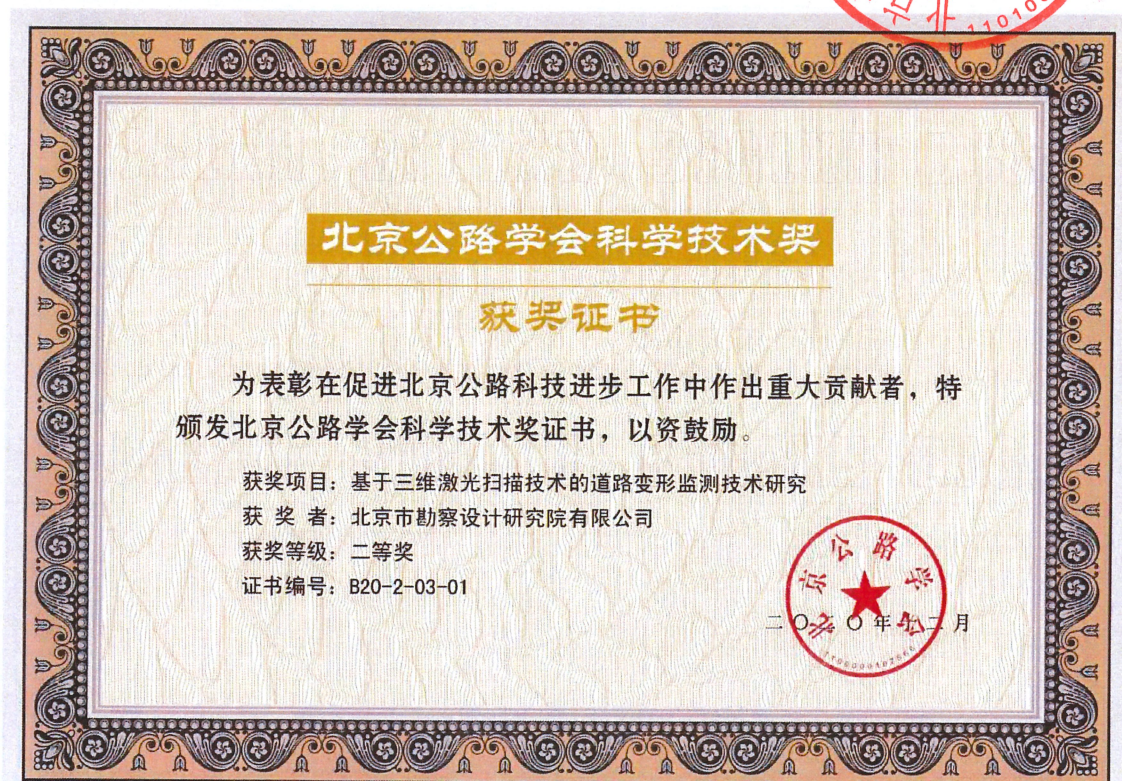 北京公路学会科学技术奖
获奖证书
为表彰在促进北京公路科技进步工作中作出重大贡献者，特
颁发北京公路学会科学技术奖证书，以资鼓励。
获奖项目：基于三维激光扫描技术的道路变形监测技术研究
获 奖 者：北京市勘察设计研究院有限公司
获奖等级：二等奖
证书编号：B20-2-03-01
北京公路学会
二〇二〇年十二月